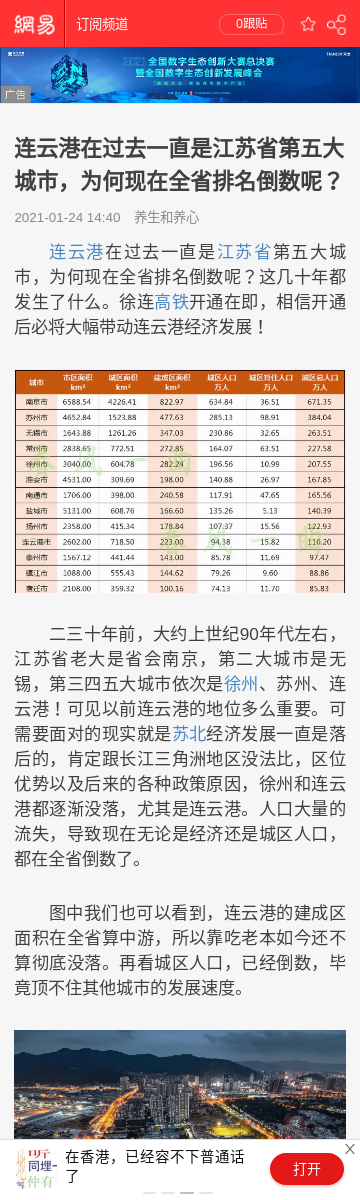 網易
订阅频道
0跟贴
2023 全国数字生态创新大赛总决赛
暨全国数字生态创新发展峰会
广告
连云港在过去一直是江苏省第五大
城市，为何现在全省排名倒数呢？
2021-01-24 14:40 养生和养心
连云港在过去一直是江苏省第五大城
市，为何现在全省排名倒数呢？这几十年都
发生了什么。徐连高铁开通在即，相信开通
后必将大幅带动连云港经济发展！
城市 市区面积 km² 城区面积 km² 建成区面积 km² 城区人口 万人 城区暂住人口 万人 城区总人口 万人
南京市 6588.54 4226.41 822.97 634.84 36.51 671.35
苏州市 4652.84 1523.88 477.63 285.13 98.91 384.04
无锡市 1643.88 1261.26 347.03 230.86 32.65 263.51
常州市 2838.65 772.51 272.85 164.07 63.51 227.58
徐州市 3040.00 604.78 282.24 196.56 10.99 207.55
淮安市 4531.00 309.69 198.00 140.88 26.97 167.85
南通市 1706.00 398.00 240.58 117.91 47.65 165.56
盐城市 5131.00 608.76 166.60 135.26 5.13 140.39
扬州市 2358.00 415.34 178.84 107.37 15.56 122.93
连云港市 2602.00 718.50 223.00 94.38 15.82 110.20
泰州市 1567.12 441.44 143.00 85.78 11.69 97.47
镇江市 1088.00 555.43 144.62 79.26 9.60 88.86
宿迁市 2108.00 359.32 100.16 74.13 11.70 85.83
二三十年前，大约上世纪90年代左右，
江苏省老大是省会南京，第二大城市是无
锡，第三四五大城市依次是徐州、苏州、连
云港！可见以前连云港的地位多么重要。可
需要面对的现实就是苏北经济发展一直是落
后的，肯定跟长江三角洲地区没法比，区位
优势以及后来的各种政策原因，徐州和连云
港都逐渐没落，尤其是连云港。人口大量的
流失，导致现在无论是经济还是城区人口，
都在全省倒数了。
图中我们也可以看到，连云港的建成区
面积在全省算中游，所以靠吃老本如今还不
算彻底没落。再看城区人口，已经倒数，毕
竟顶不住其他城市的发展速度。
在香港，已经容不下普通话
了
打开
X